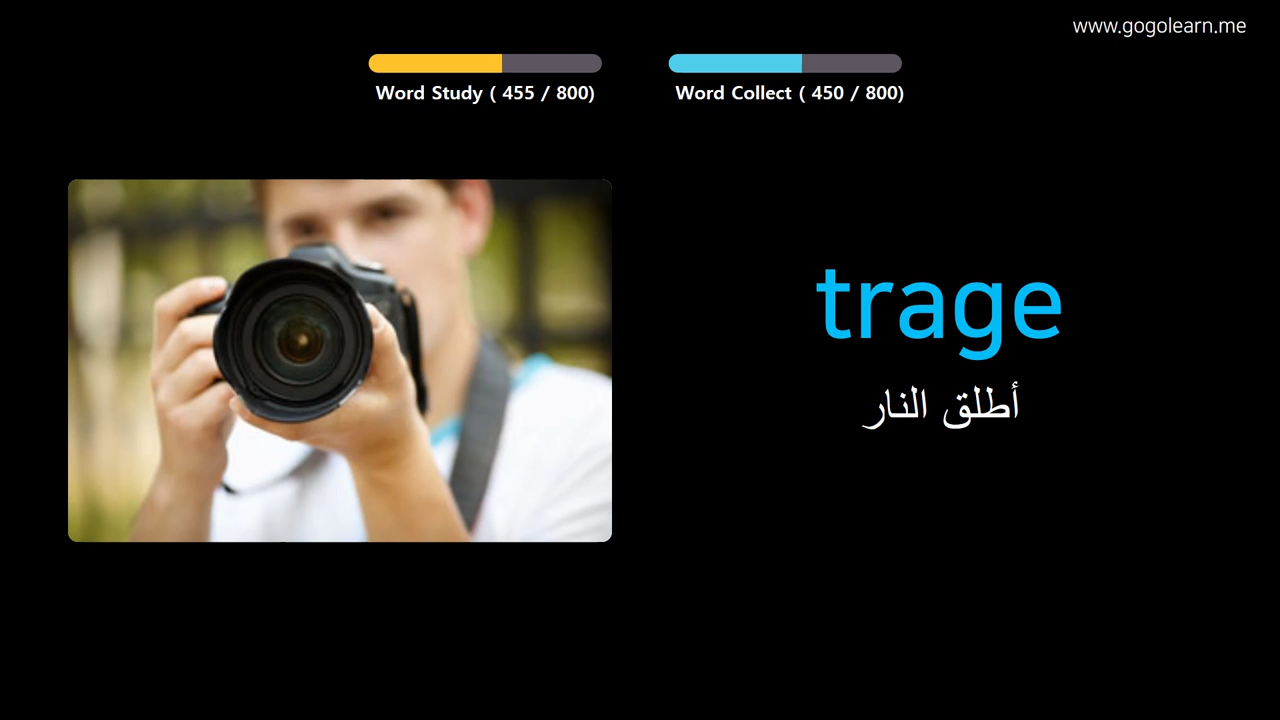 www.gogolearn.me
Word Study ( 455 / 800)
Word Collect ( 450 / 800)
trage
أطلق النار